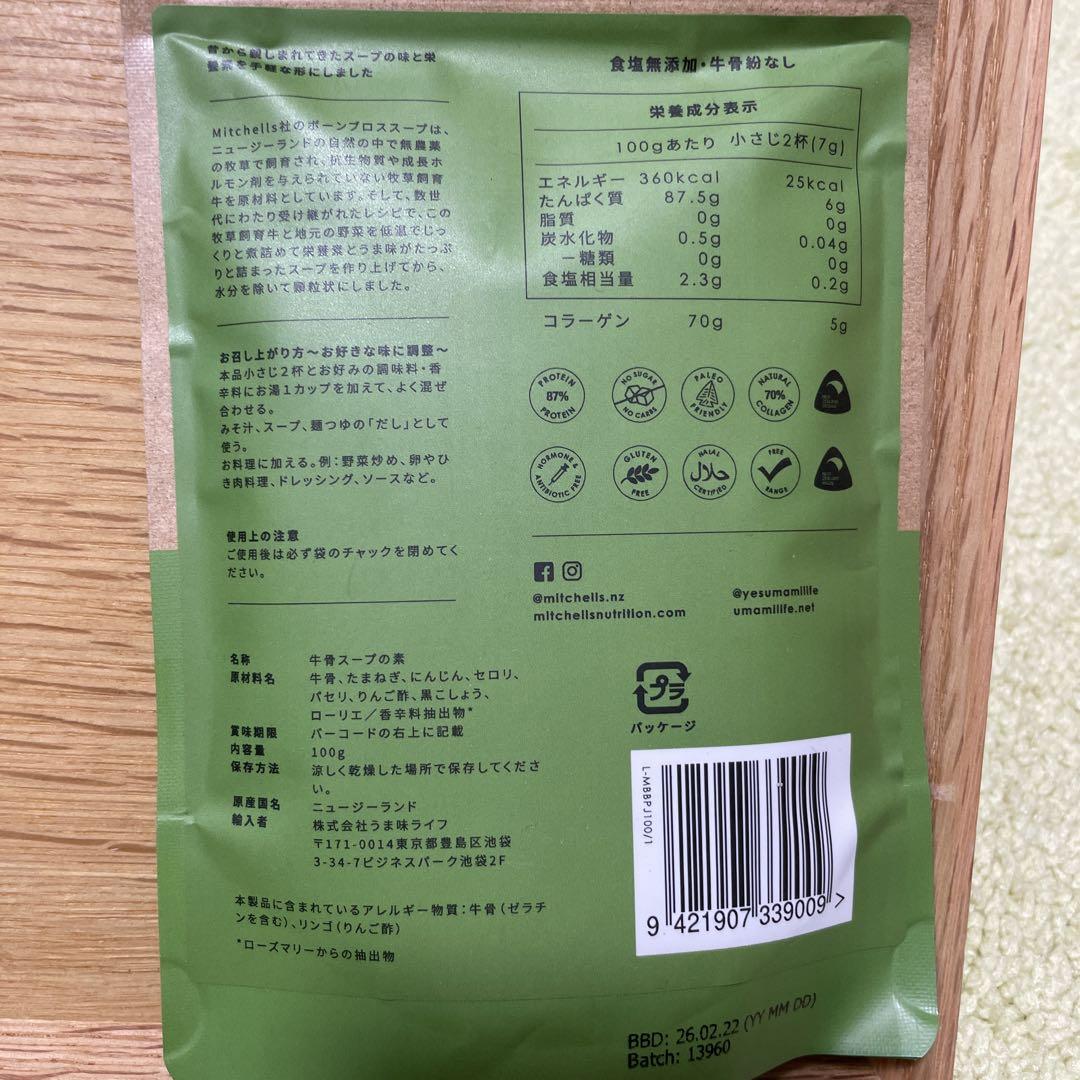 昔から親しまれてきたスープの味と栄
養素を手軽な形にしました
Mitchells社のボーンブロススープは、
ニュージーランドの自然の中で無農薬
の牧草で飼育され、抗生物質や成長ホ
ルモン剤を与えられていない牧草飼育
牛を原材料としています。そして、数世
代にわたり受け継がれたレシピで、この
牧草飼育牛と地元の野菜を低温でじっ
くりと煮詰めて栄養素とうま味がたっぷ
りと詰まったスープを作り上げてから、
水分を除いて顆粒状にしました。
お召し上がり方〜お好きな味に調整〜
本品小さじ2杯とお好みの調味料・香
辛料にお湯1カップを加えて、よく混ぜ
合わせる。
みそ汁、スープ、麺つゆの「だし」として
使う。
お料理に加える。例：野菜炒め、卵やひ
き肉料理、ドレッシング、ソースなど。
使用上の注意
ご使用後は必ず袋のチャックを閉めてく
ださい。
名称 牛骨スープの素
原材料名 牛骨、たまねぎ、にんじん、セロリ、
パセリ、りんご酢、黒こしょう、
ローリエ／香辛料抽出物*
賞味期限 バーコードの右上に記載
内容量 100g
保存方法 涼しく乾燥した場所で保存してくださ
い。
原産国名 ニュージーランド
輸入者 株式会社うま味ライフ
〒171-0014東京都豊島区池袋
3-34-7ビジネスパーク池袋2F
本製品に含まれているアレルギー物質：牛骨（ゼラチ
ンを含む）、リンゴ（りんご酢）
*ローズマリーからの抽出物
食塩無添加・牛骨粉なし
栄養成分表示
100gあたり 小さじ2杯(7g)
エネルギー 360kcal 25kcal
たんぱく質 87.5g 6g
脂質 0g 0g
炭水化物 0.5g 0.04g
－糖類 0g 0g
食塩相当量 2.3g 0.2g
コラーゲン 70g 5g
PROTEIN 87% PROTEIN
NO SUGAR NO CARBS
PALEO FRIENDLY
NATURAL 70% COLLAGEN
HORMONE & ANTIBIOTIC FREE
GLUTEN FREE
HALAL حلال CERTIFIED
FREE RANGE
@mitchells.nz @yesumamilife
mitchellsnutrition.com umamilife.net
プラ
パッケージ
L-MBBPJ100/1
9 421907 339009 >
BBD: 26.02.22 (YY MM DD)
Batch: 13960